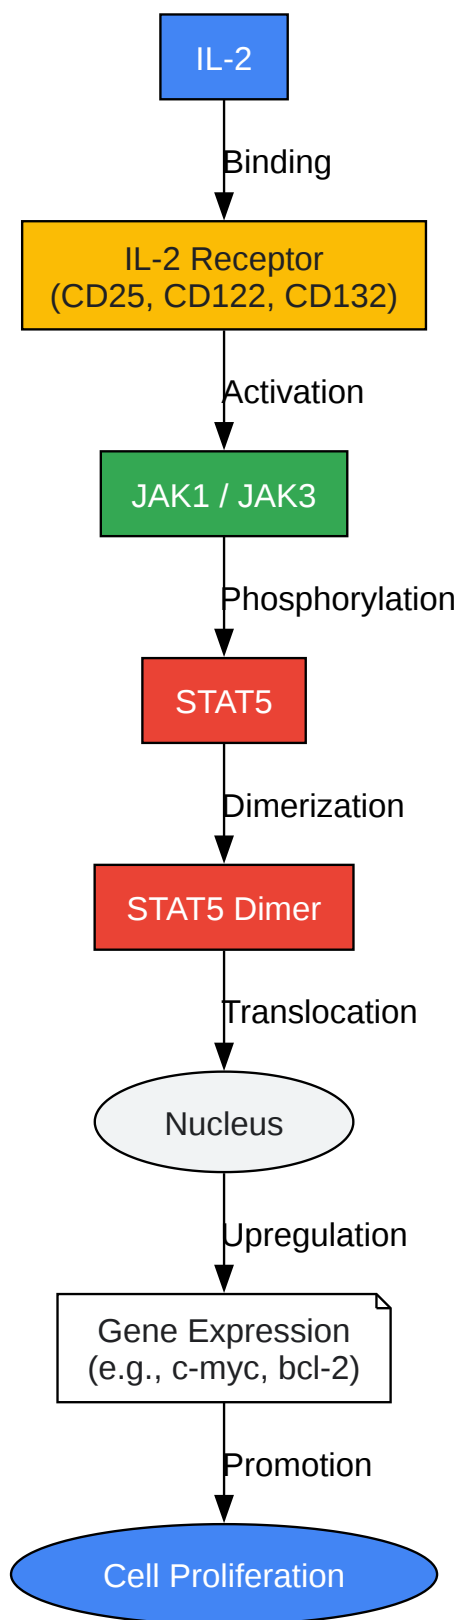 IL-2
Binding
IL-2 Receptor
(CD25, CD122, CD132)
Activation
JAK1 / JAK3
Phosphorylation
STAT5
Dimerization
STAT5 Dimer
Translocation
Nucleus
Upregulation
Gene Expression
(e.g., c-myc, bcl-2)
Promotion
Cell Proliferation